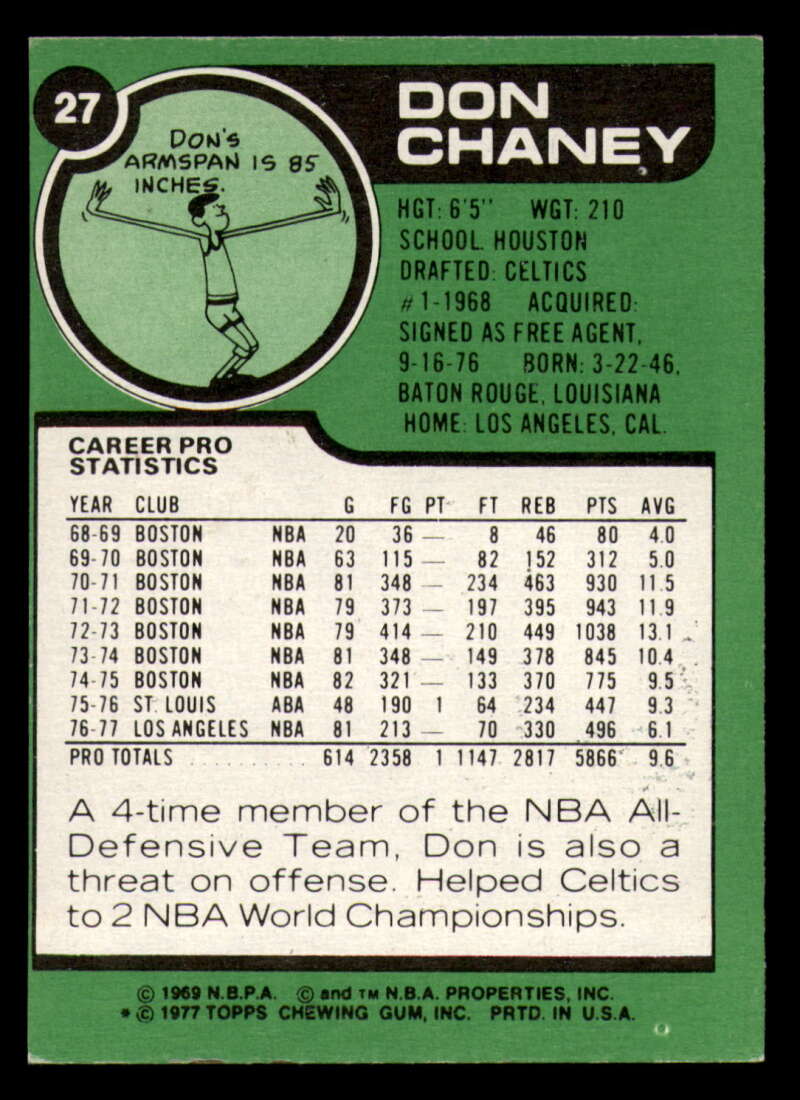 27
DON'S
ARMSPAN IS 85
INCHES.
DON
CHANEY
HGT: 6'5'' WGT: 210
SCHOOL: HOUSTON
DRAFTED: CELTICS
#1-1968 ACQUIRED:
SIGNED AS FREE AGENT,
9-16-76 BORN: 3-22-46,
BATON ROUGE, LOUISIANA
HOME: LOS ANGELES, CAL.
CAREER PRO
STATISTICS
YEAR CLUB G FG PT FT REB PTS AVG
68-69 BOSTON NBA 20 36 — 8 46 80 4.0
69-70 BOSTON NBA 63 115 — 82 152 312 5.0
70-71 BOSTON NBA 81 348 — 234 463 930 11.5
71-72 BOSTON NBA 79 373 — 197 395 943 11.9
72-73 BOSTON NBA 79 414 — 210 449 1038 13.1
73-74 BOSTON NBA 81 348 — 149 378 845 10.4
74-75 BOSTON NBA 82 321 — 133 370 775 9.5
75-76 ST. LOUIS ABA 48 190 1 64 234 447 9.3
76-77 LOS ANGELES NBA 81 213 — 70 330 496 6.1
PRO TOTALS .......... 614 2358 1 1147 2817 5866 9.6
A 4-time member of the NBA All-
Defensive Team, Don is also a
threat on offense. Helped Celtics
to 2 NBA World Championships.
© 1969 N.B.P.A. © and TM N.B.A. PROPERTIES, INC.
* © 1977 TOPPS CHEWING GUM, INC. PRTD. IN U.S.A.